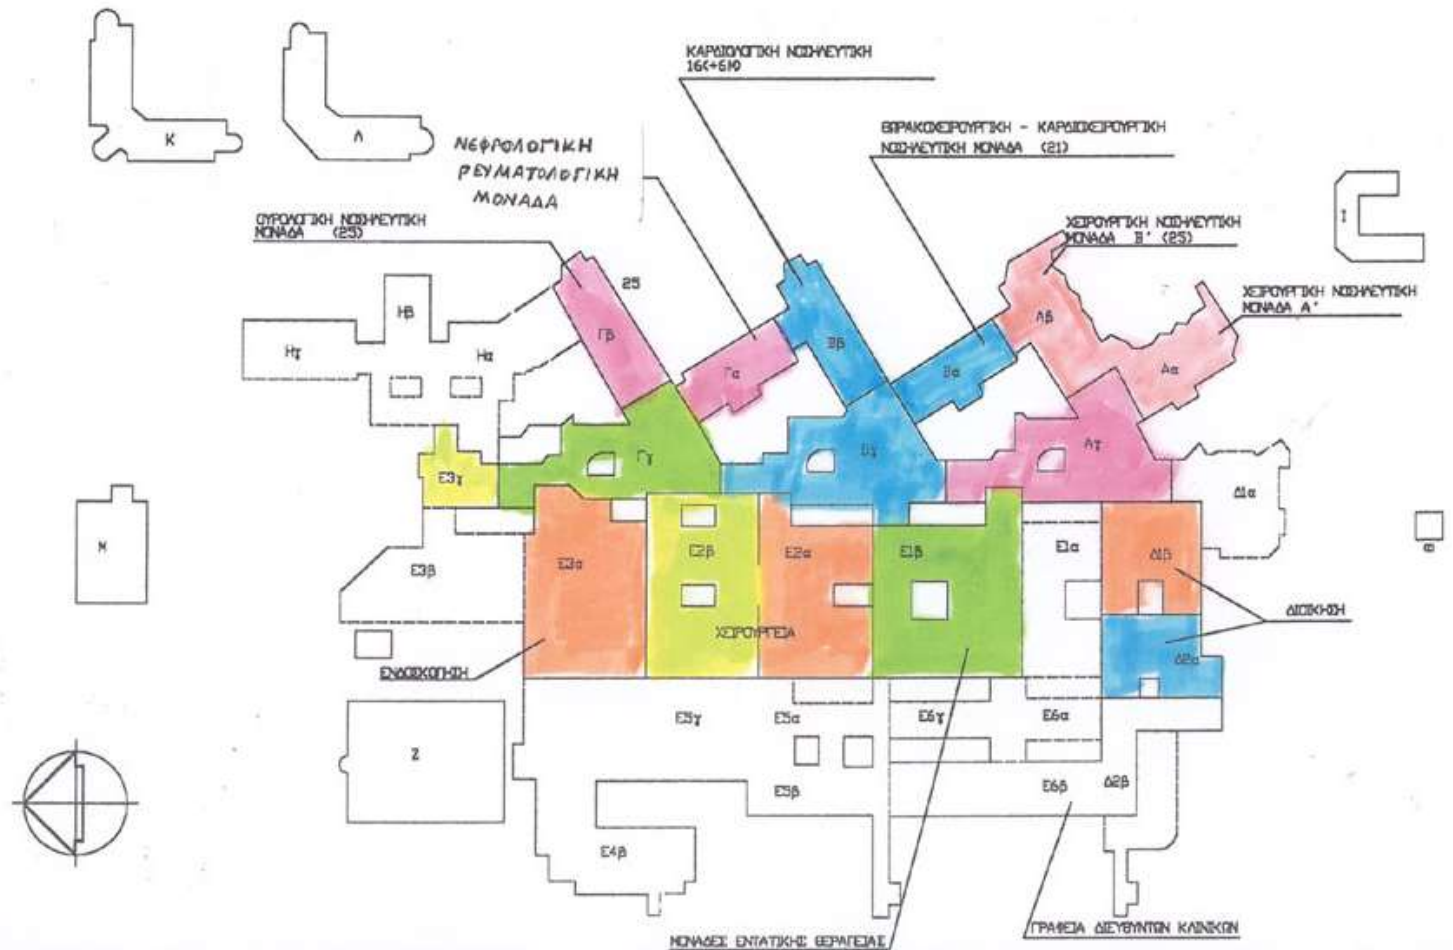 ΚΑΡΔΙΟΛΟΓΙΚΗ ΝΟΣΗΛΕΥΤΙΚΗ
16(+6)Φ
ΘΩΡΑΚΟΧΕΙΡΟΥΡΓΙΚΗ - ΚΑΡΔΙΟΧΕΙΡΟΥΡΓΙΚΗ
ΝΟΣΗΛΕΥΤΙΚΗ ΜΟΝΑΔΑ (21)
Κ
Λ
ΝΕΦΡΟΛΟΓΙΚΗ
ΡΕΥΜΑΤΟΛΟΓΙΚΗ
ΜΟΝΑΔΑ
Ι
ΟΥΡΟΛΟΓΙΚΗ ΝΟΣΗΛΕΥΤΙΚΗ
ΜΟΝΑΔΑ (25)
ΧΕΙΡΟΥΡΓΙΚΗ ΝΟΣΗΛΕΥΤΙΚΗ
ΜΟΝΑΔΑ Β' (25)
ΧΕΙΡΟΥΡΓΙΚΗ ΝΟΣΗΛΕΥΤΙΚΗ
ΜΟΝΑΔΑ Α'
25
Ηβ
Ηγ
Ηα
Γβ
Γα
Ββ
Βα
Αβ
Αα
Ε3γ
Γγ
Βγ
Αγ
Δ1α
Μ
Θ
Ε3β
Ε3α
Ε2β
Ε2α
Ε1β
Ε1α
Δ1β
ΧΕΙΡΟΥΡΓΕΙΑ
ΔΙΟΙΚΗΣΗ
Δ2α
ΕΝΔΟΣΚΟΠΗΣΗ
Ζ
Ε5γ
Ε5α
Ε6γ
Ε6α
Ε5β
Ε6β
Δ2β
Ε4β
ΜΟΝΑΔΕΣ ΕΝΤΑΤΙΚΗΣ ΘΕΡΑΠΕΙΑΣ
ΓΡΑΦΕΙΑ ΔΙΕΥΘΥΝΤΩΝ ΚΛΙΝΙΚΩΝ